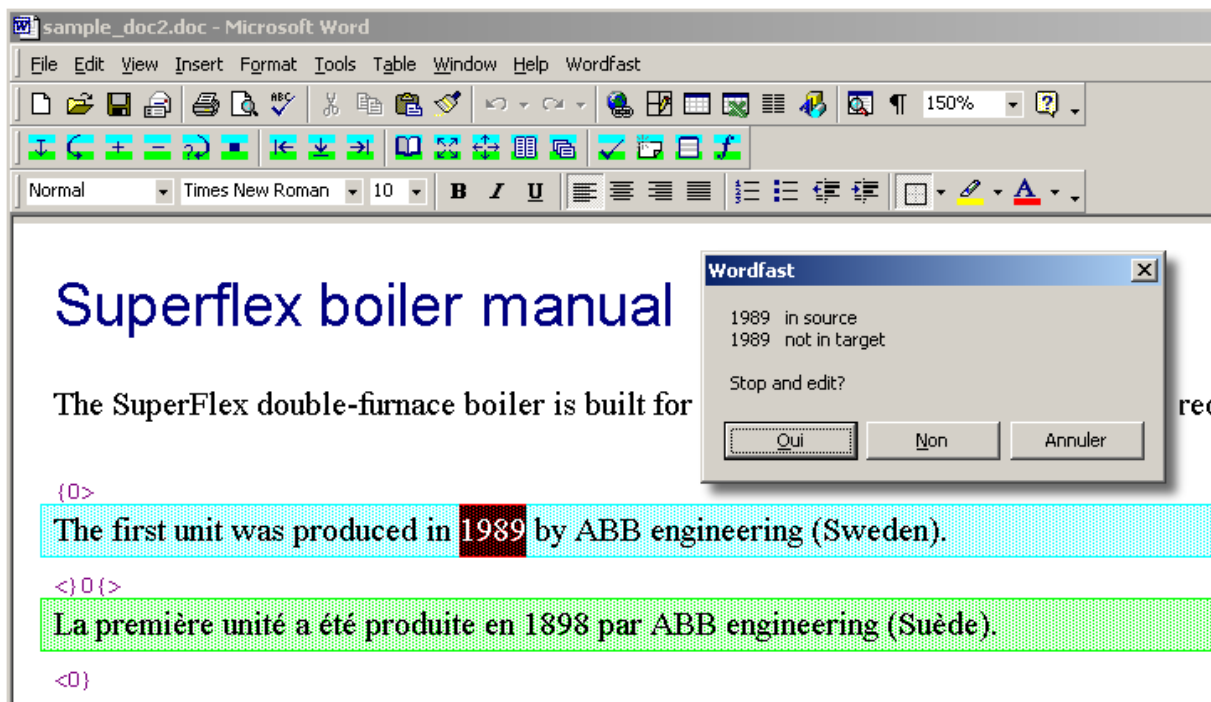 sample_doc2.doc - Microsoft Word
File Edit View Insert Format Tools Table Window Help Wordfast
150%
Normal Times New Roman 10 B I U A
Superflex boiler manual
Wordfast
1989 in source
1989 not in target
Stop and edit?
Oui Non Annuler
The SuperFlex double-furnace boiler is built for
{0>
The first unit was produced in 1989 by ABB engineering (Sweden).
<}0{>
La première unité a été produite en 1898 par ABB engineering (Suède).
<0}